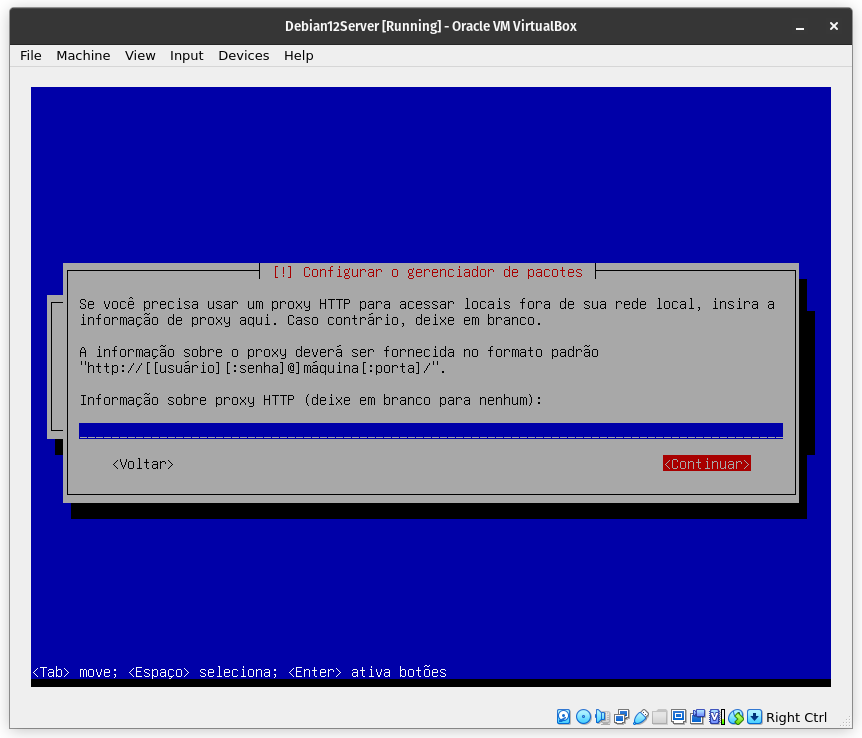 Debian12Server [Running] - Oracle VM VirtualBox
File Machine View Input Devices Help
[!] Configurar o gerenciador de pacotes
Se você precisa usar um proxy HTTP para acessar locais fora de sua rede local, insira a
informação de proxy aqui. Caso contrário, deixe em branco.
A informação sobre o proxy deverá ser fornecida no formato padrão
"http://[[usuário][:senha]@]máquina[:porta]/".
Informação sobre proxy HTTP (deixe em branco para nenhum):
<Voltar> <Continuar>
<Tab> move; <Espaço> seleciona; <Enter> ativa botões
Right Ctrl